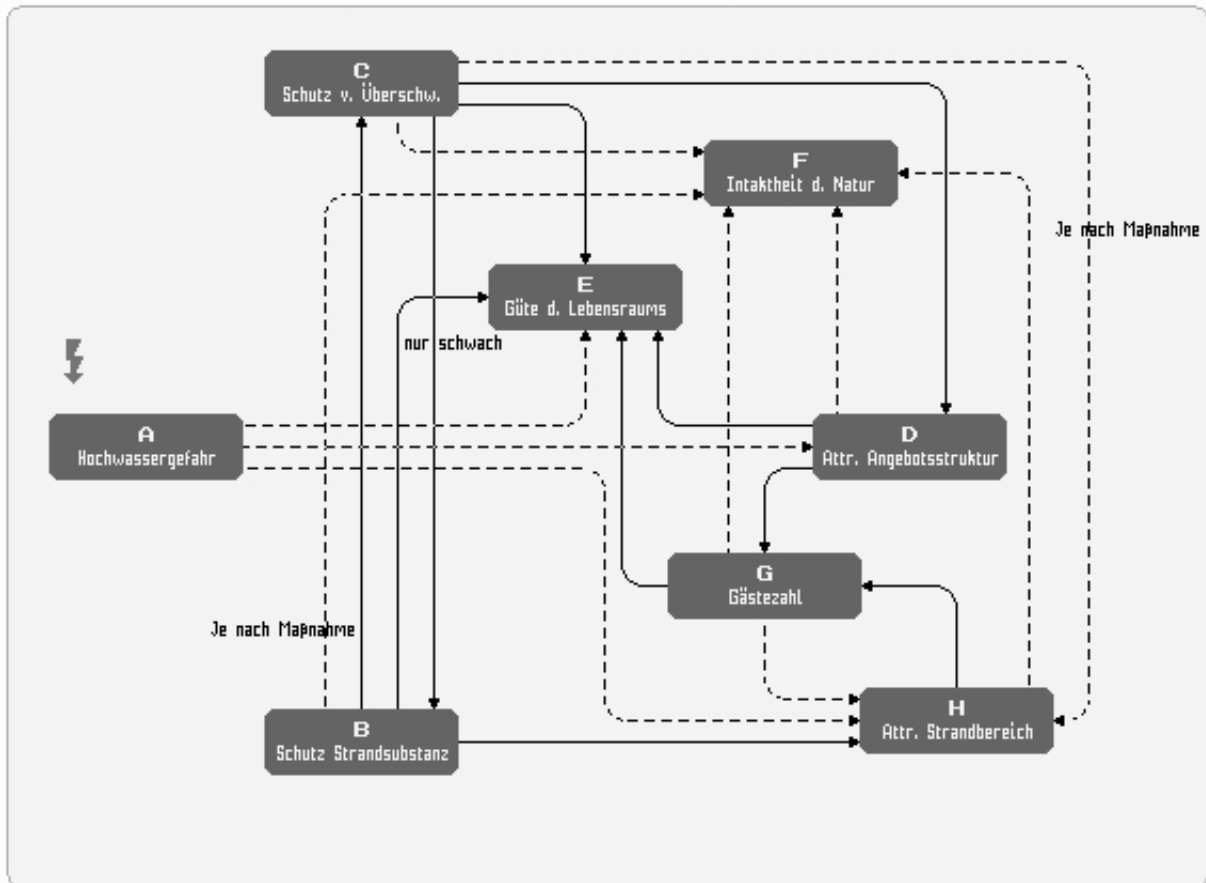 C
Schutz v. Überschw.
F
Intaktheit d. Natur
Je nach Maßnahme
E
Güte d. Lebensraums
nur schwach
A
Hochwassergefahr
D
Attr. Angebotsstruktur
G
Gästezahl
Je nach Maßnahme
B
Schutz Strandsubstanz
H
Attr. Strandbereich